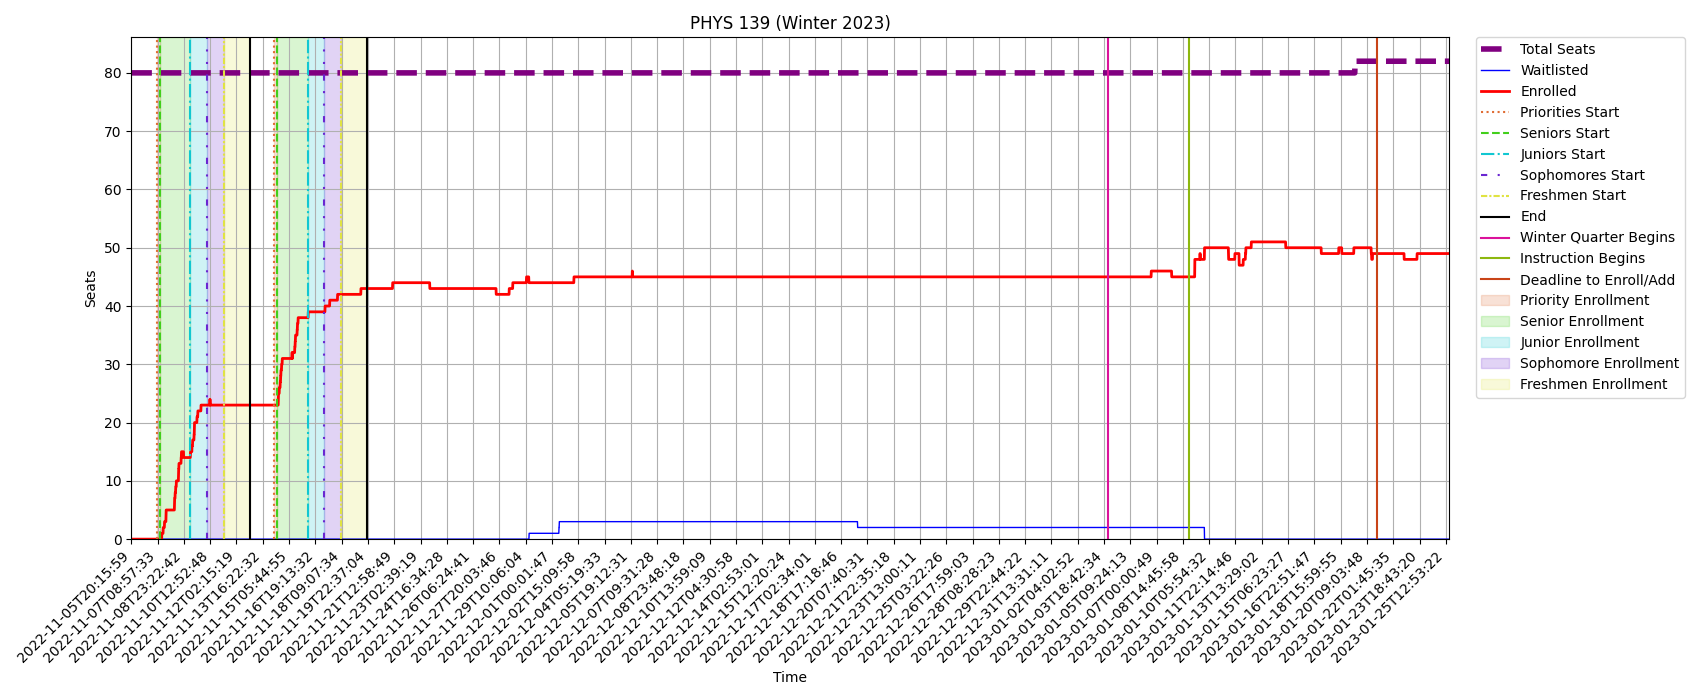 PHYS 139 (Winter 2023)
Seats
80
70
60
50
40
30
20
10
0
2022-11-05T20:15:59
2022-11-07T08:57:33
2022-11-08T23:22:42
2022-11-10T12:52:48
2022-11-12T02:15:19
2022-11-13T16:22:32
2022-11-15T05:44:55
2022-11-16T19:13:32
2022-11-18T09:07:34
2022-11-19T22:37:04
2022-11-21T12:58:49
2022-11-23T02:39:19
2022-11-24T16:34:28
2022-11-26T06:24:41
2022-11-27T20:03:46
2022-11-29T10:06:04
2022-12-01T00:01:47
2022-12-02T15:09:58
2022-12-04T05:19:33
2022-12-05T19:12:31
2022-12-07T09:31:28
2022-12-08T23:48:18
2022-12-10T13:59:09
2022-12-12T04:30:58
2022-12-14T02:53:01
2022-12-15T12:20:24
2022-12-17T02:34:01
2022-12-18T17:18:46
2022-12-20T07:40:31
2022-12-21T22:35:18
2022-12-23T13:00:11
2022-12-25T03:22:26
2022-12-26T17:59:03
2022-12-28T08:28:23
2022-12-29T22:44:22
2022-12-31T13:31:11
2023-01-02T04:02:52
2023-01-03T18:42:34
2023-01-05T09:24:13
2023-01-07T00:00:49
2023-01-08T14:45:58
2023-01-10T05:54:32
2023-01-11T22:14:46
2023-01-13T13:29:02
2023-01-15T06:23:27
2023-01-16T22:51:47
2023-01-18T15:59:55
2023-01-20T09:03:48
2023-01-22T01:45:35
2023-01-23T18:43:20
2023-01-25T12:53:22
Time
Total Seats
Waitlisted
Enrolled
Priorities Start
Seniors Start
Juniors Start
Sophomores Start
Freshmen Start
End
Winter Quarter Begins
Instruction Begins
Deadline to Enroll/Add
Priority Enrollment
Senior Enrollment
Junior Enrollment
Sophomore Enrollment
Freshmen Enrollment